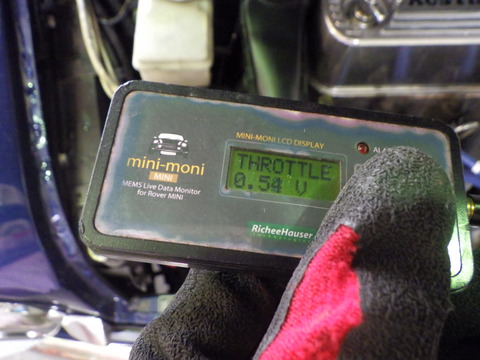 mini-moni
MINI
MEMS Live Data Monitor
for Rover MINI
MINI-MONI LCD DISPLAY
THROTTLE
0.54 V
RicheeHauser